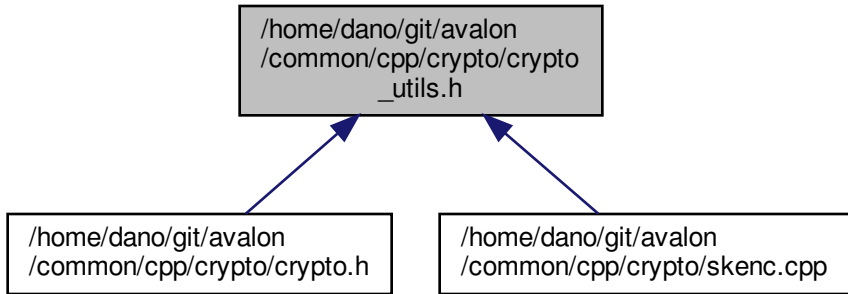 /home/dano/git/avalon
/common/cpp/crypto/crypto
_utils.h
/home/dano/git/avalon
/common/cpp/crypto/crypto.h
/home/dano/git/avalon
/common/cpp/crypto/skenc.cpp